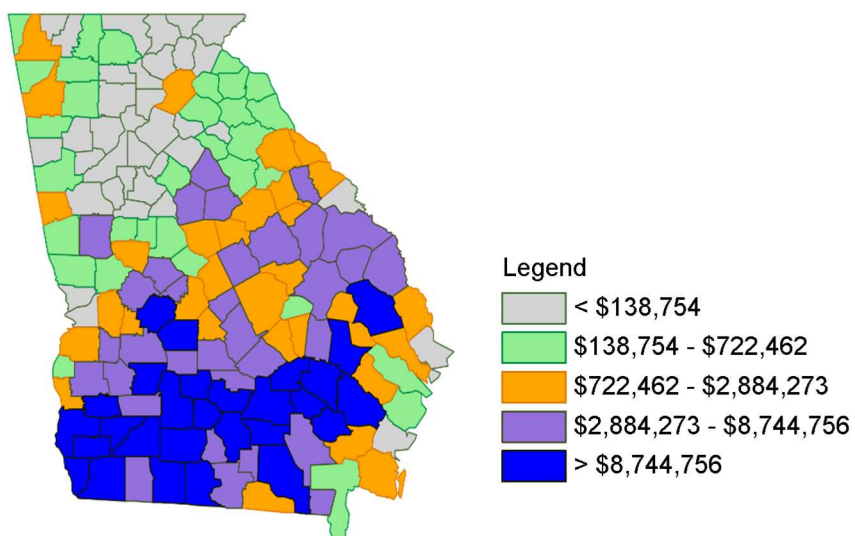 Legend
< $138,754
$138,754 - $722,462
$722,462 - $2,884,273
$2,884,273 - $8,744,756
> $8,744,756